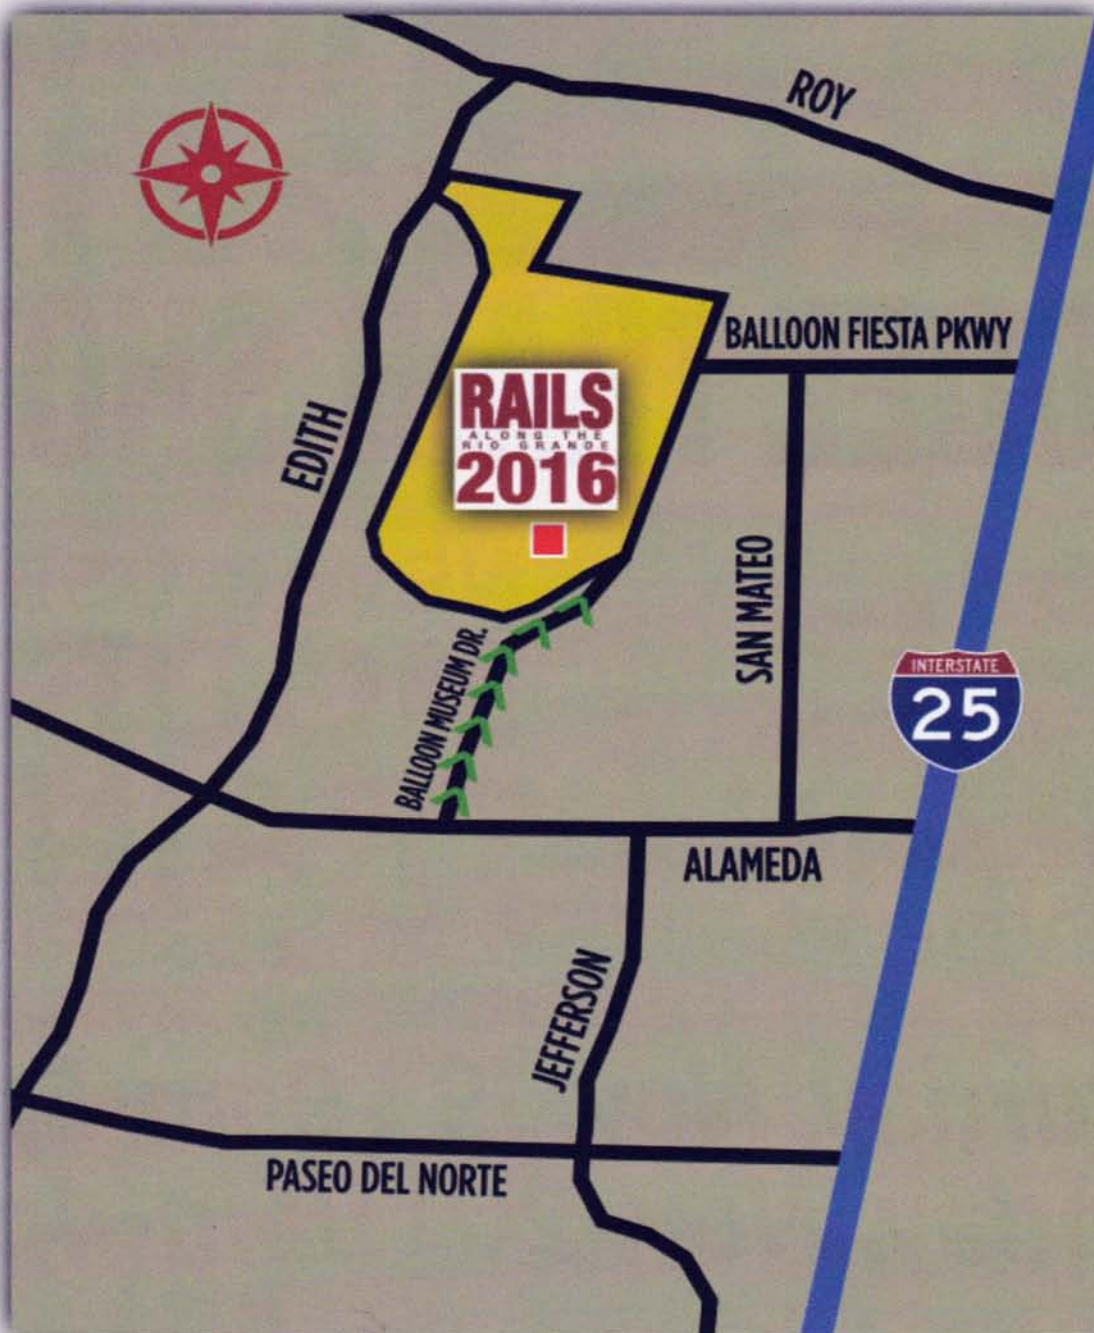 ROY
BALLOON FIESTA PKWY
EDITH
RAILS
ALONG THE
RIO GRANDE
2016
SAN MATEO
BALLOON MUSEUM DR.
INTERSTATE
25
ALAMEDA
JEFFERSON
PASEO DEL NORTE